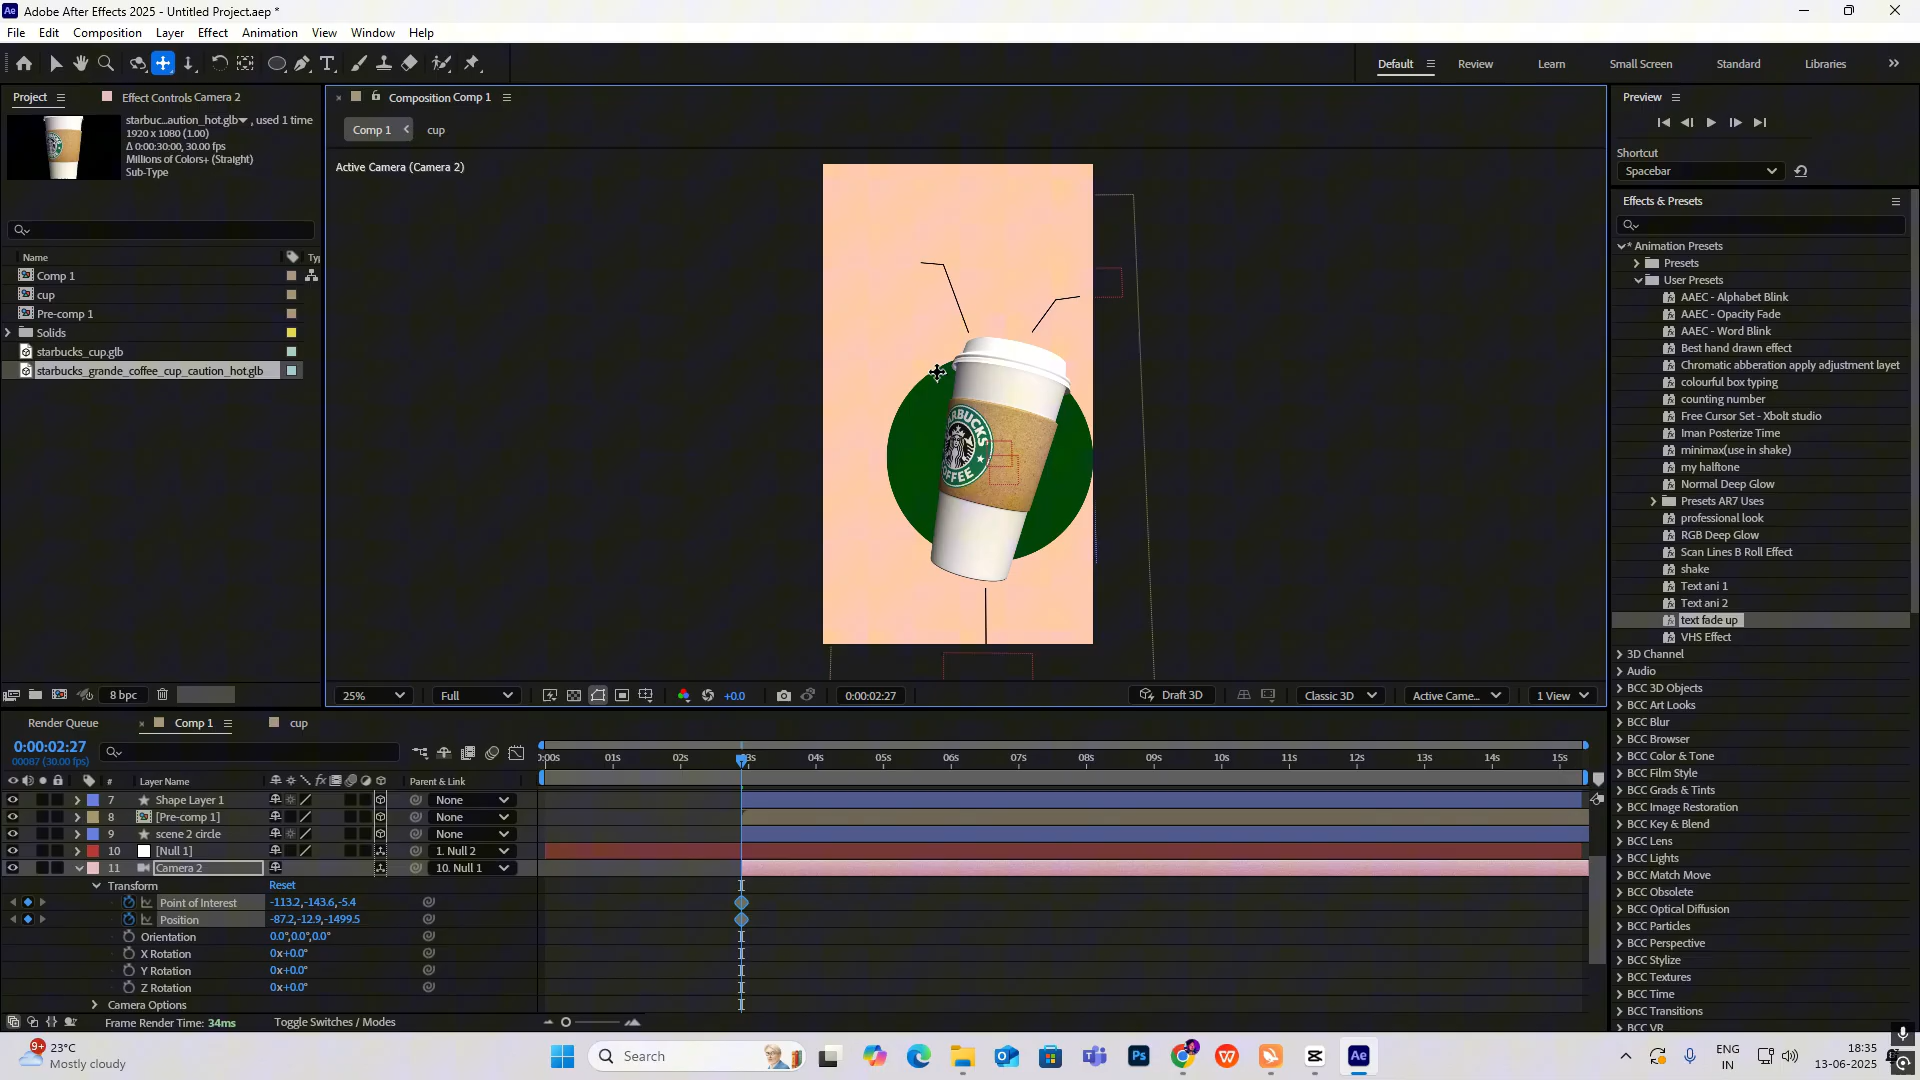 Adobe After Effects 2025 - Untitled Project.aep *
File Edit Composition Layer Effect Animation View Window Help
Default Review Learn Small Screen Standard Libraries
Project Effect Controls Camera 2
starbuc...aution_hot.glb, used 1 time
1920 x 1080 (1.00)
Δ 0:00:30:00, 30.00 fps
Millions of Colors+ (Straight)
Sub-Type
Name
Comp 1
cup
Pre-comp 1
Solids
starbucks_cup.glb
starbucks_grande_coffee_cup_caution_hot.glb
8 bpc
Composition Comp 1
Comp 1 cup
Active Camera (Camera 2)
STARBUCKS
COFFEE
25% Full +0.0 0:00:02:27 Draft 3D Classic 3D Active Came... 1 View
Preview
Shortcut
Spacebar
Effects & Presets
* Animation Presets
Presets
User Presets
AAEC - Alphabet Blink
AAEC - Opacity Fade
AAEC - Word Blink
Best hand drawn effect
Chromatic abberation apply adjustment layet
colourful box typing
counting number
Free Cursor Set - Xbolt studio
Iman Posterize Time
minimax(use in shake)
my halftone
Normal Deep Glow
Presets AR7 Uses
professional look
RGB Deep Glow
Scan Lines B Roll Effect
shake
Text ani 1
Text ani 2
text fade up
VHS Effect
3D Channel
Audio
BCC 3D Objects
BCC Art Looks
BCC Blur
BCC Browser
BCC Color & Tone
BCC Film Style
BCC Grads & Tints
BCC Image Restoration
BCC Key & Blend
BCC Lens
BCC Lights
BCC Match Move
BCC Obsolete
BCC Particles
BCC Perspective
BCC Stylize
BCC Textures
BCC Time
BCC Transitions
BCC VR
Render Queue Comp 1 cup
0:00:02:27
00087 (30.00 fps)
# Layer Name Parent & Link
0:00s 01s 02s 03s 04s 05s 06s 07s 08s 09s 10s 11s 12s 13s 14s 15s
7 Shape Layer 1 None
8 [Pre-comp 1] None
9 scene 2 circle None
10 [Null 1] 1. Null 2
11 Camera 2 10. Null 1
Transform Reset
Point of Interest -113.2,-143.6,-5.4
Position -87.2,-12.9,-1499.5
Orientation 0.0°,0.0°,0.0°
X Rotation 0x+0.0°
Y Rotation 0x+0.0°
Z Rotation 0x+0.0°
Camera Options
Frame Render Time: 34ms Toggle Switches / Modes
9+ 23°C
Mostly cloudy
Search
ENG
IN
18:35
13-06-2025